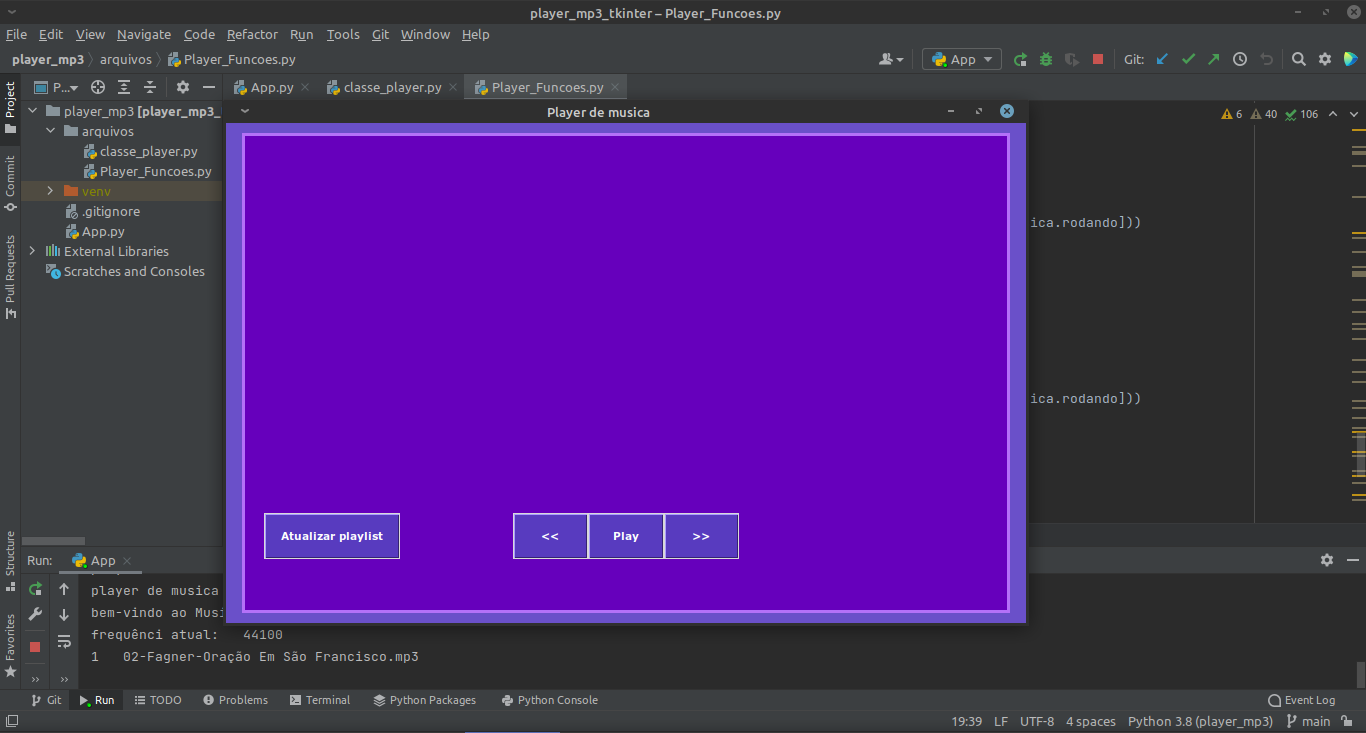 player_mp3_tkinter – Player_Funcoes.py
File Edit View Navigate Code Refactor Run Tools Git Window Help
player_mp3 arquivos Player_Funcoes.py App Git:
P... App.py classe_player.py Player_Funcoes.py
Project
Commit
Pull Requests
Structure
Favorites
player_mp3 [player_mp3_
arquivos
classe_player.py
Player_Funcoes.py
venv
.gitignore
App.py
External Libraries
Scratches and Consoles
Player de musica
6 40 106
ica.rodando]))
ica.rodando]))
Atualizar playlist << Play >>
Run: App
player de musica
bem-vindo ao Musi
frequênci atual: 44100
1 02-Fagner-Oração Em São Francisco.mp3
Git Run TODO Problems Terminal Python Packages Python Console Event Log
19:39 LF UTF-8 4 spaces Python 3.8 (player_mp3) main